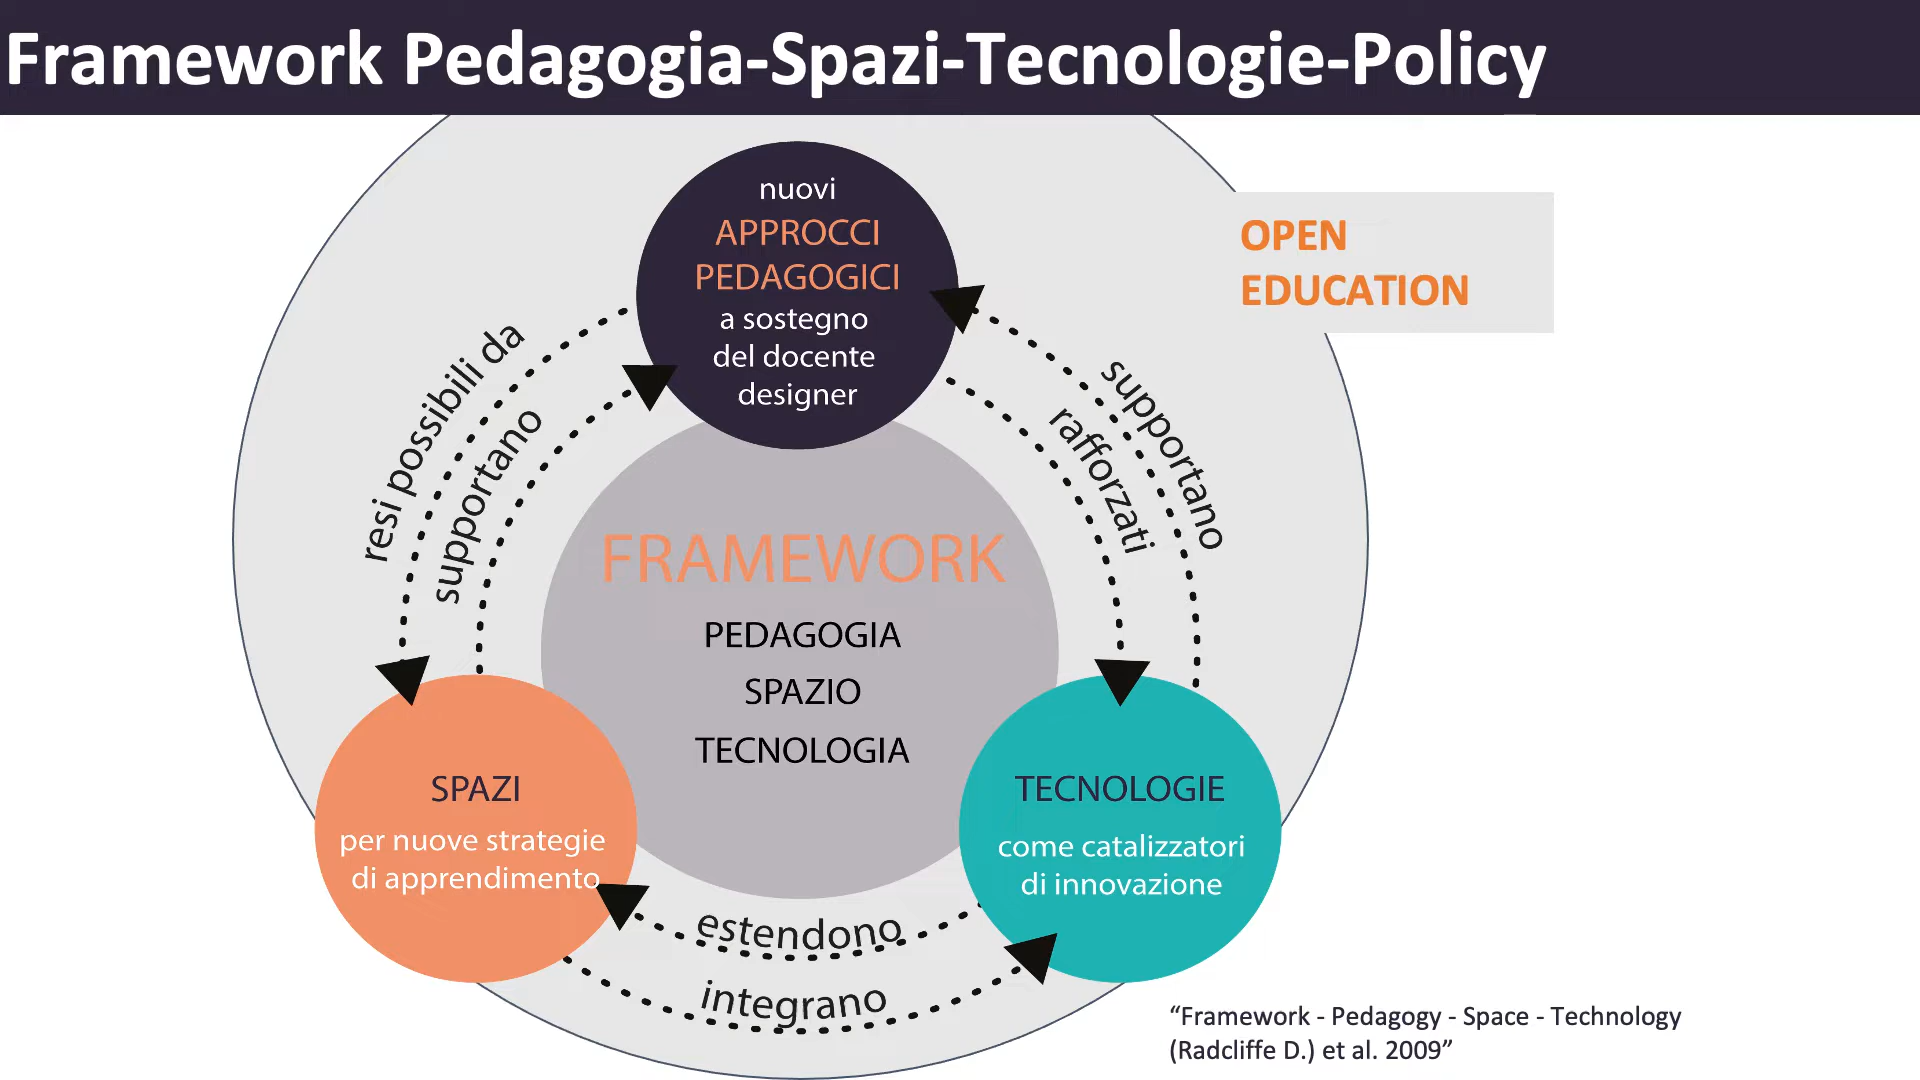 Framework Pedagogia-Spazi-Tecnologie-Policy
nuovi
APPROCCI
PEDAGOGICI
a sostegno
del docente
designer
OPEN
EDUCATION
resi possibili da
supportano
supportano
rafforzati
FRAMEWORK
PEDAGOGIA
SPAZIO
TECNOLOGIA
SPAZI
per nuove strategie
di apprendimento
TECNOLOGIE
come catalizzatori
di innovazione
estendono
integrano
“Framework - Pedagogy - Space - Technology
(Radcliffe D.) et al. 2009”